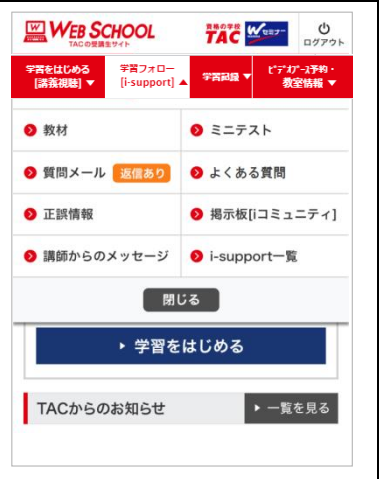 WEB SCHOOL
TACの受講生サイト
資格の学校
TAC Wセミナー
ログアウト
学習をはじめる
[講義視聴] ▼
学習フォロー
[i-support] ▲
学習記録 ▼
ビデオブース予約・
教室情報 ▼
教材
ミニテスト
質問メール 返信あり
よくある質問
正誤情報
掲示板[iコミュニティ]
講師からのメッセージ
i-support一覧
閉じる
学習をはじめる
TACからのお知らせ
一覧を見る